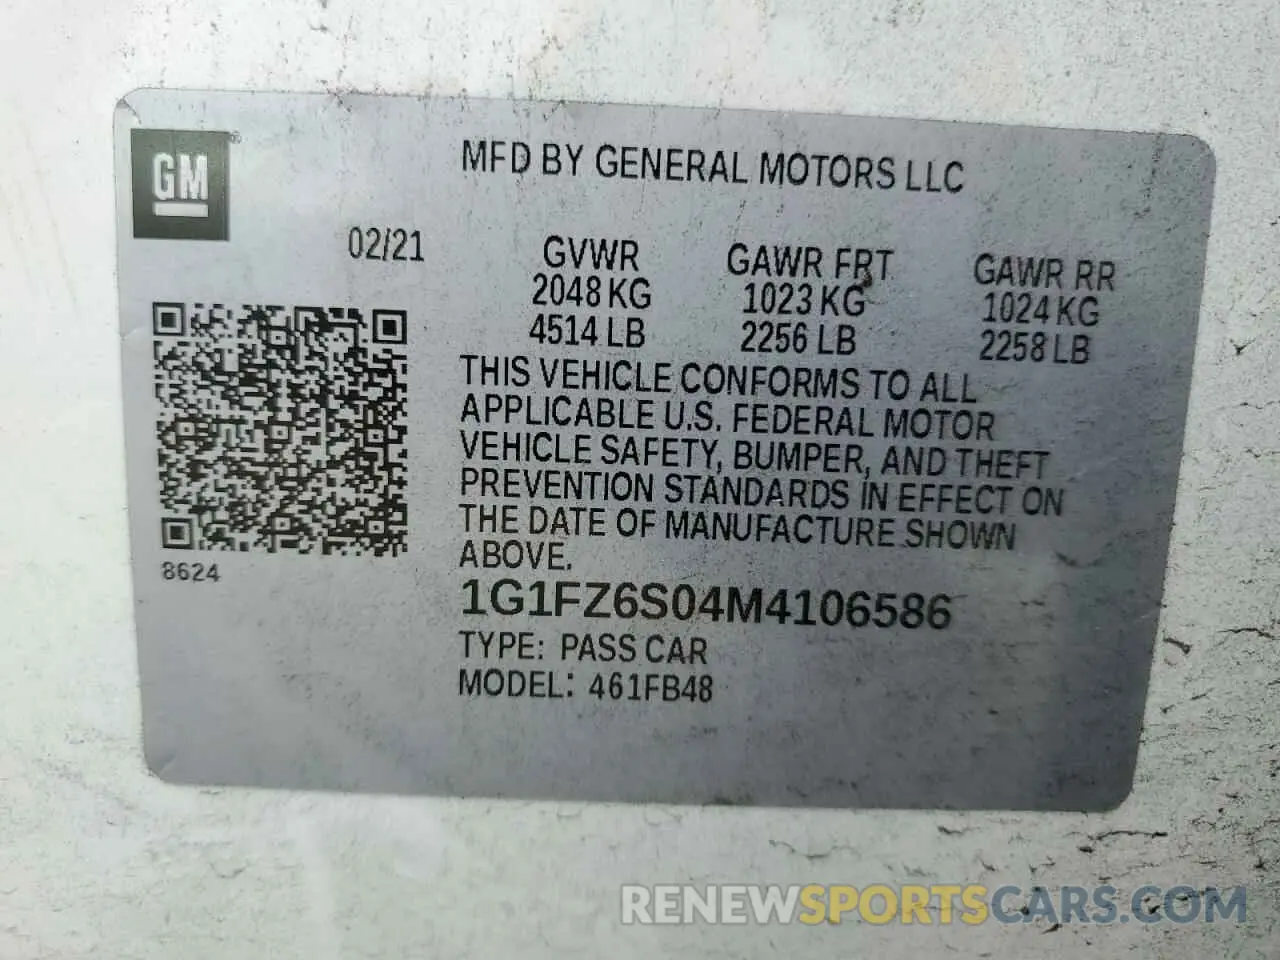 GM
MFD BY GENERAL MOTORS LLC
02/21
GVWR GAWR FRT GAWR RR
2048 KG 1023 KG 1024 KG
4514 LB 2256 LB 2258 LB
THIS VEHICLE CONFORMS TO ALL
APPLICABLE U.S. FEDERAL MOTOR
VEHICLE SAFETY, BUMPER, AND THEFT
PREVENTION STANDARDS IN EFFECT ON
THE DATE OF MANUFACTURE SHOWN
ABOVE.
8624
1G1FZ6S04M4106586
TYPE: PASS CAR
MODEL: 461FB48
RENEWSPORTSCARS.COM